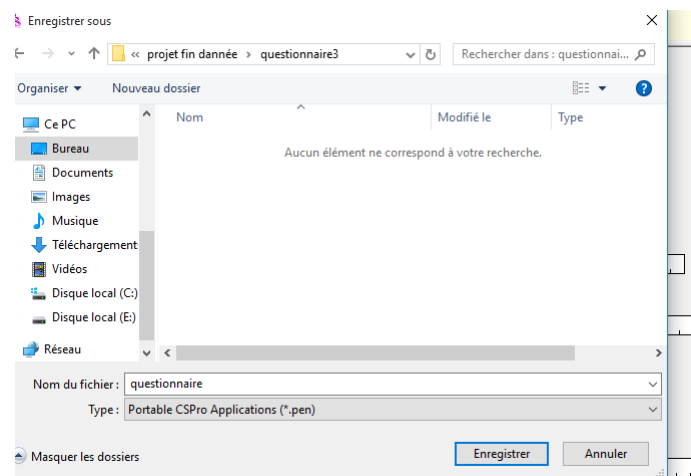 Enregistrer sous
« projet fin dannée › questionnaire3
Rechercher dans : questionnai...
Organiser
Nouveau dossier
Nom
Modifié le
Type
Ce PC
Bureau
Documents
Images
Musique
Téléchargement
Vidéos
Disque local (C:)
Disque local (E:)
Réseau
Aucun élément ne correspond à votre recherche.
Nom du fichier : questionnaire
Type : Portable CSPro Applications (*.pen)
Masquer les dossiers
Enregistrer
Annuler